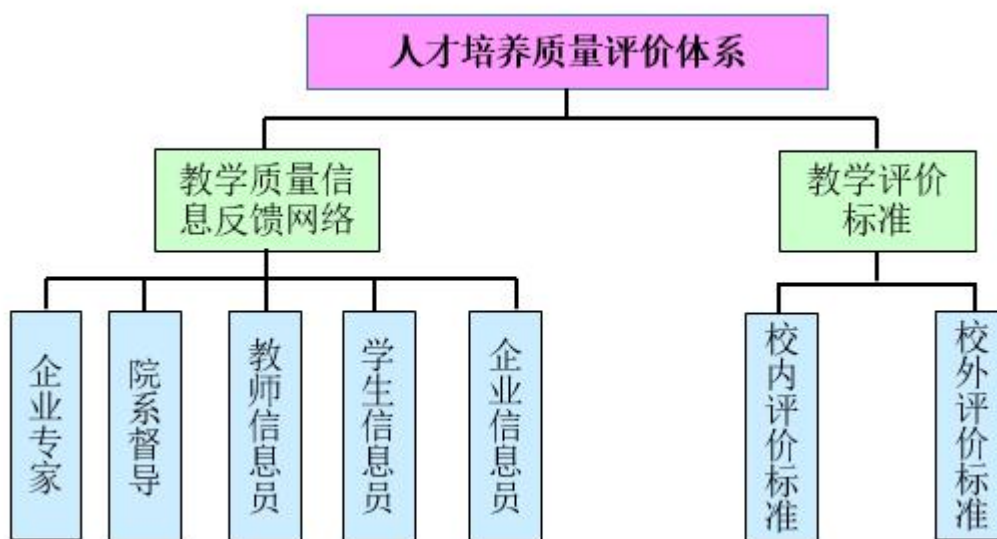 人才培养质量评价体系
教学质量信
息反馈网络
教学评价
标准
企业专家
院系督导
教师信息员
学生信息员
企业信息员
校内评价标准
校外评价标准